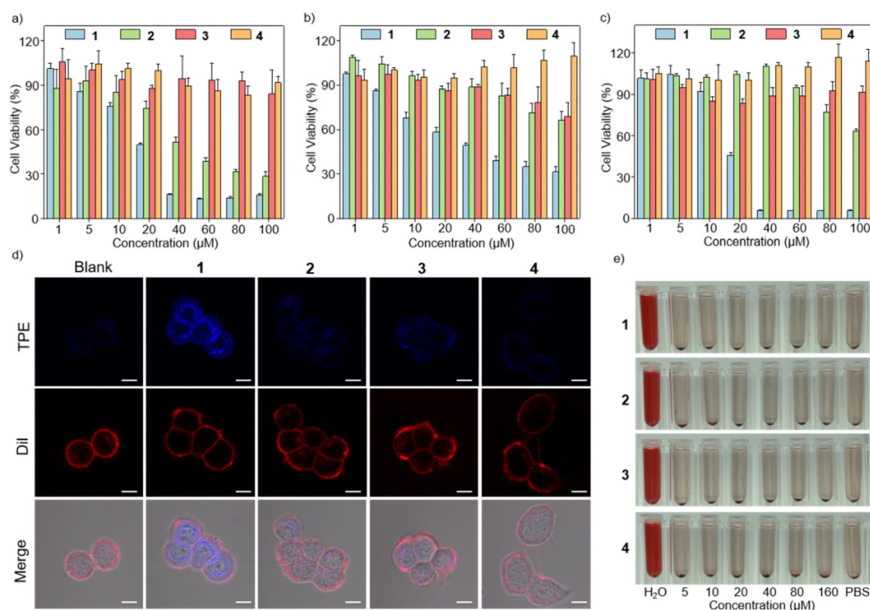 a)
1 2 3 4
Cell Viability (%)
120
90
60
30
0
1 5 10 20 40 60 80 100
Concentration (µM)
b)
1 2 3 4
Cell Viability (%)
120
90
60
30
0
1 5 10 20 40 60 80 100
Concentration (µM)
c)
1 2 3 4
Cell Viability (%)
120
90
60
30
0
1 5 10 20 40 60 80 100
Concentration (µM)
d)
Blank 1 2 3 4
TPE
Dil
Merge
e)
1
2
3
4
H₂O 5 10 20 40 80 160 PBS
Concentration (µM)